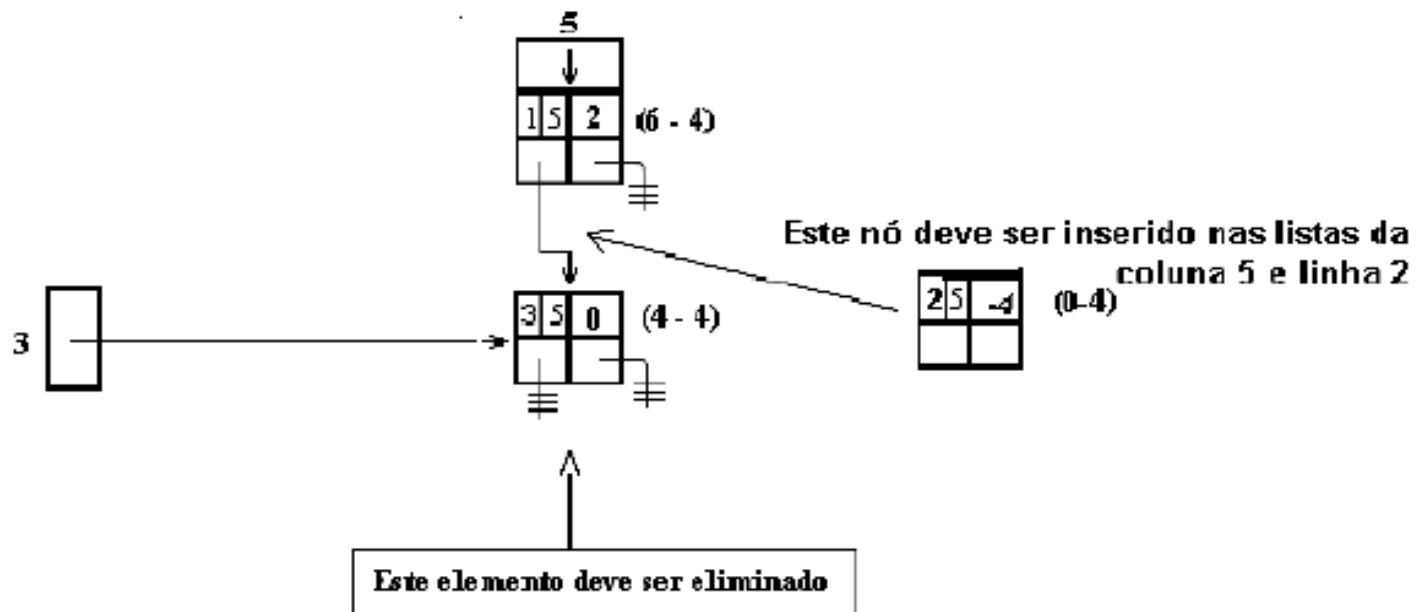 5
1 5 2 (6 - 4)
Este nó deve ser inserido nas listas da
coluna 5 e linha 2
2 5 -4 (0-4)
3 5 0 (4 - 4)
3
Este elemento deve ser eliminado